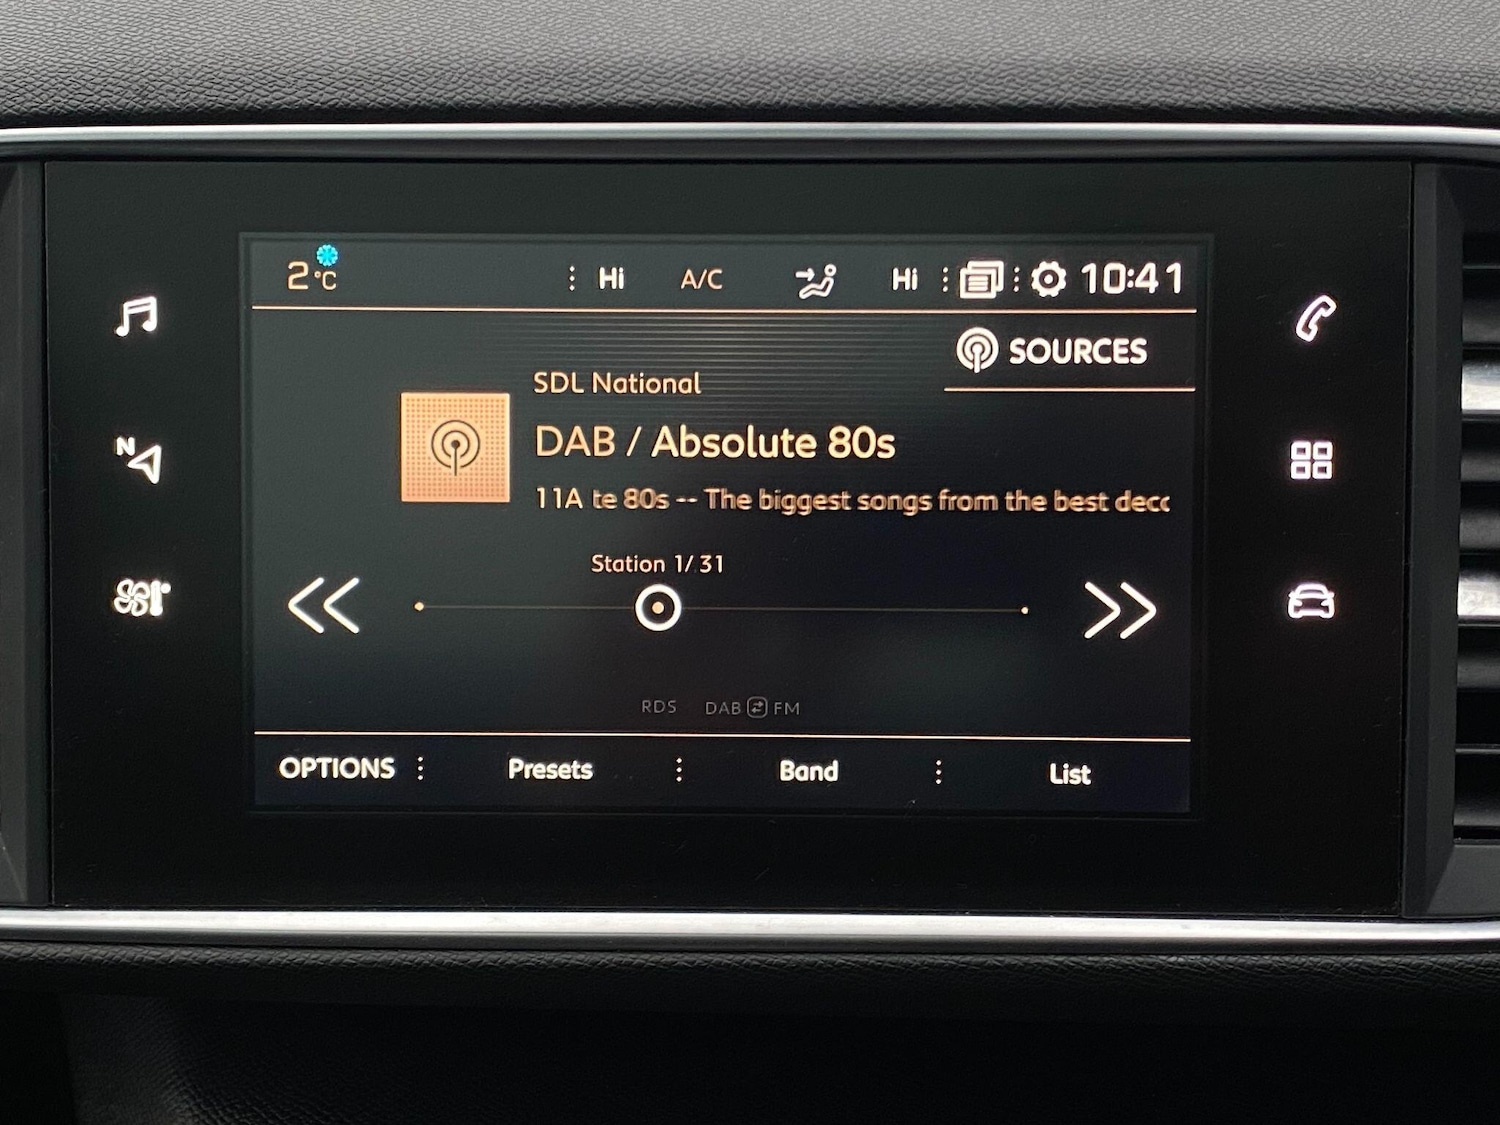 2°C Hi A/C Hi 10:41
SOURCES
SDL National
DAB / Absolute 80s
11A te 80s -- The biggest songs from the best dec
Station 1/ 31
N
RDS DAB FM
OPTIONS Presets Band List